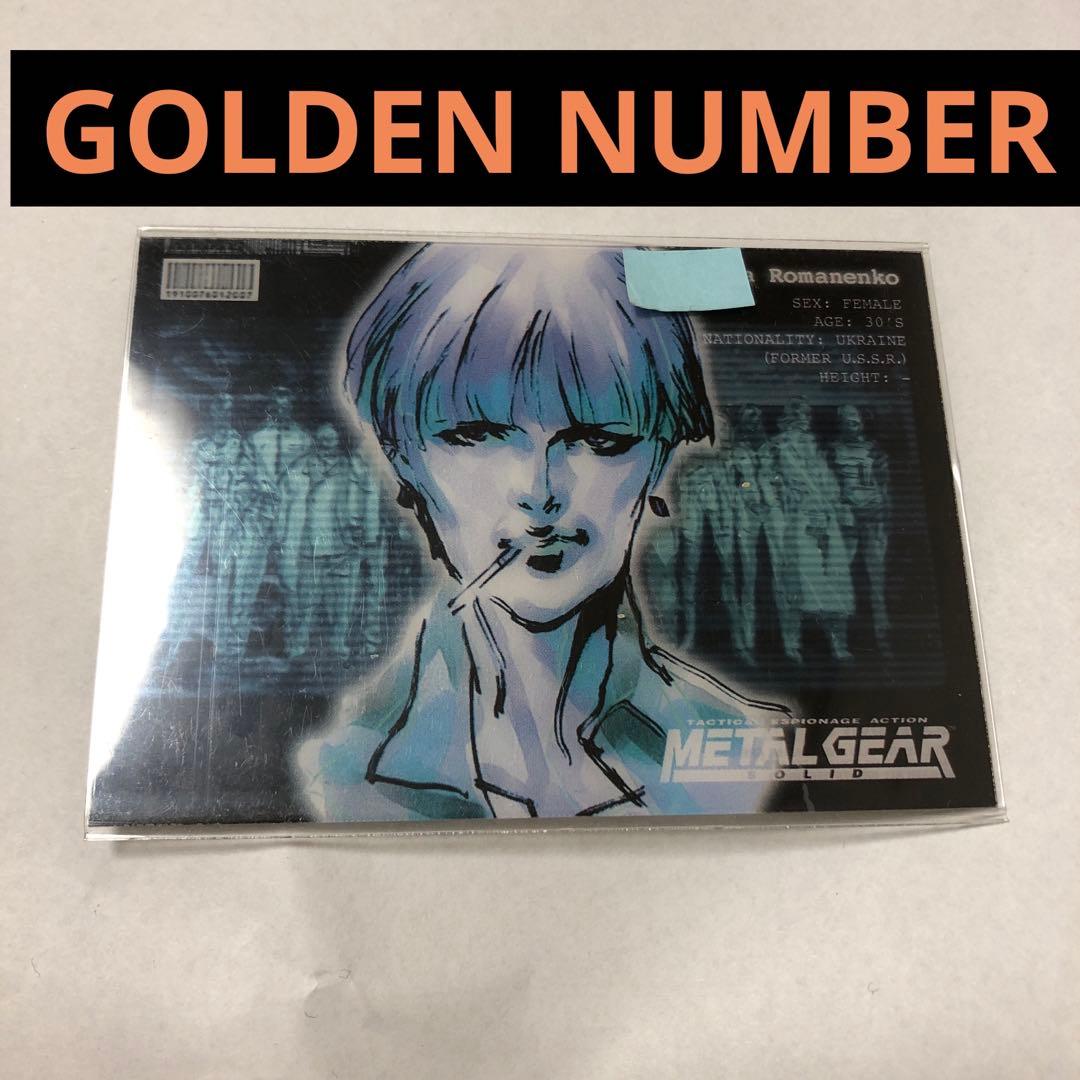 GOLDEN NUMBER
a Romanenko
SEX: FEMALE
AGE: 30'S
NATIONALITY: UKRAINE
(FORMER U.S.S.R.)
HEIGHT: -
TACTICAL ESPIONAGE ACTION
METAL GEAR
SOLID